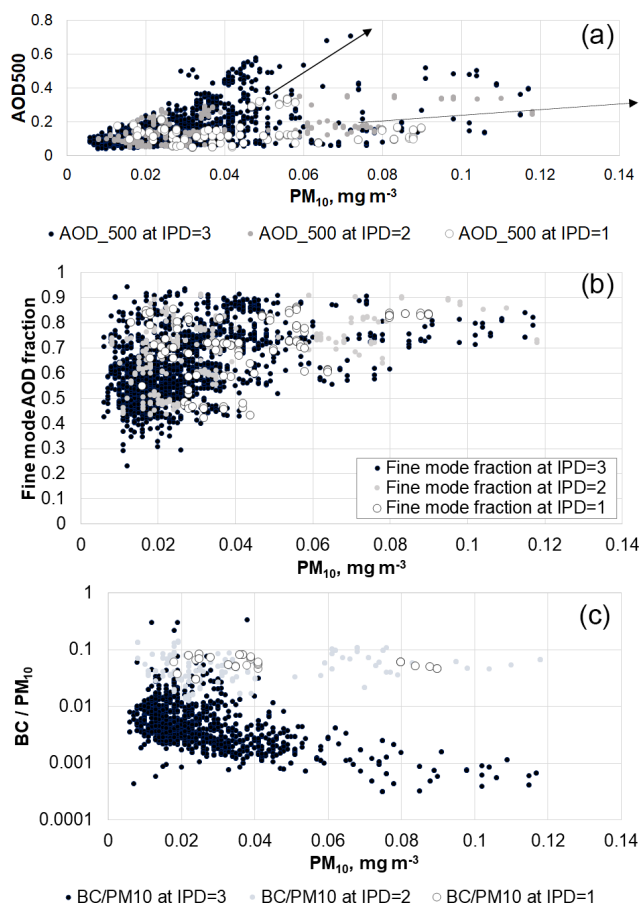 (a)
0.8
0.6
0.4
0.2
0
AOD500
0 0.02 0.04 0.06 0.08 0.1 0.12 0.14
PM10, mg m-3
AOD_500 at IPD=3 AOD_500 at IPD=2 AOD_500 at IPD=1
(b)
1
0.9
0.8
0.7
0.6
0.5
0.4
0.3
0.2
0.1
0
Fine mode AOD fraction
Fine mode fraction at IPD=3
Fine mode fraction at IPD=2
Fine mode fraction at IPD=1
0 0.02 0.04 0.06 0.08 0.1 0.12 0.14
PM10, mg m-3
(c)
1
0.1
0.01
0.001
0.0001
BC / PM10
0 0.02 0.04 0.06 0.08 0.1 0.12 0.14
PM10, mg m-3
BC/PM10 at IPD=3 BC/PM10 at IPD=2 BC/PM10 at IPD=1